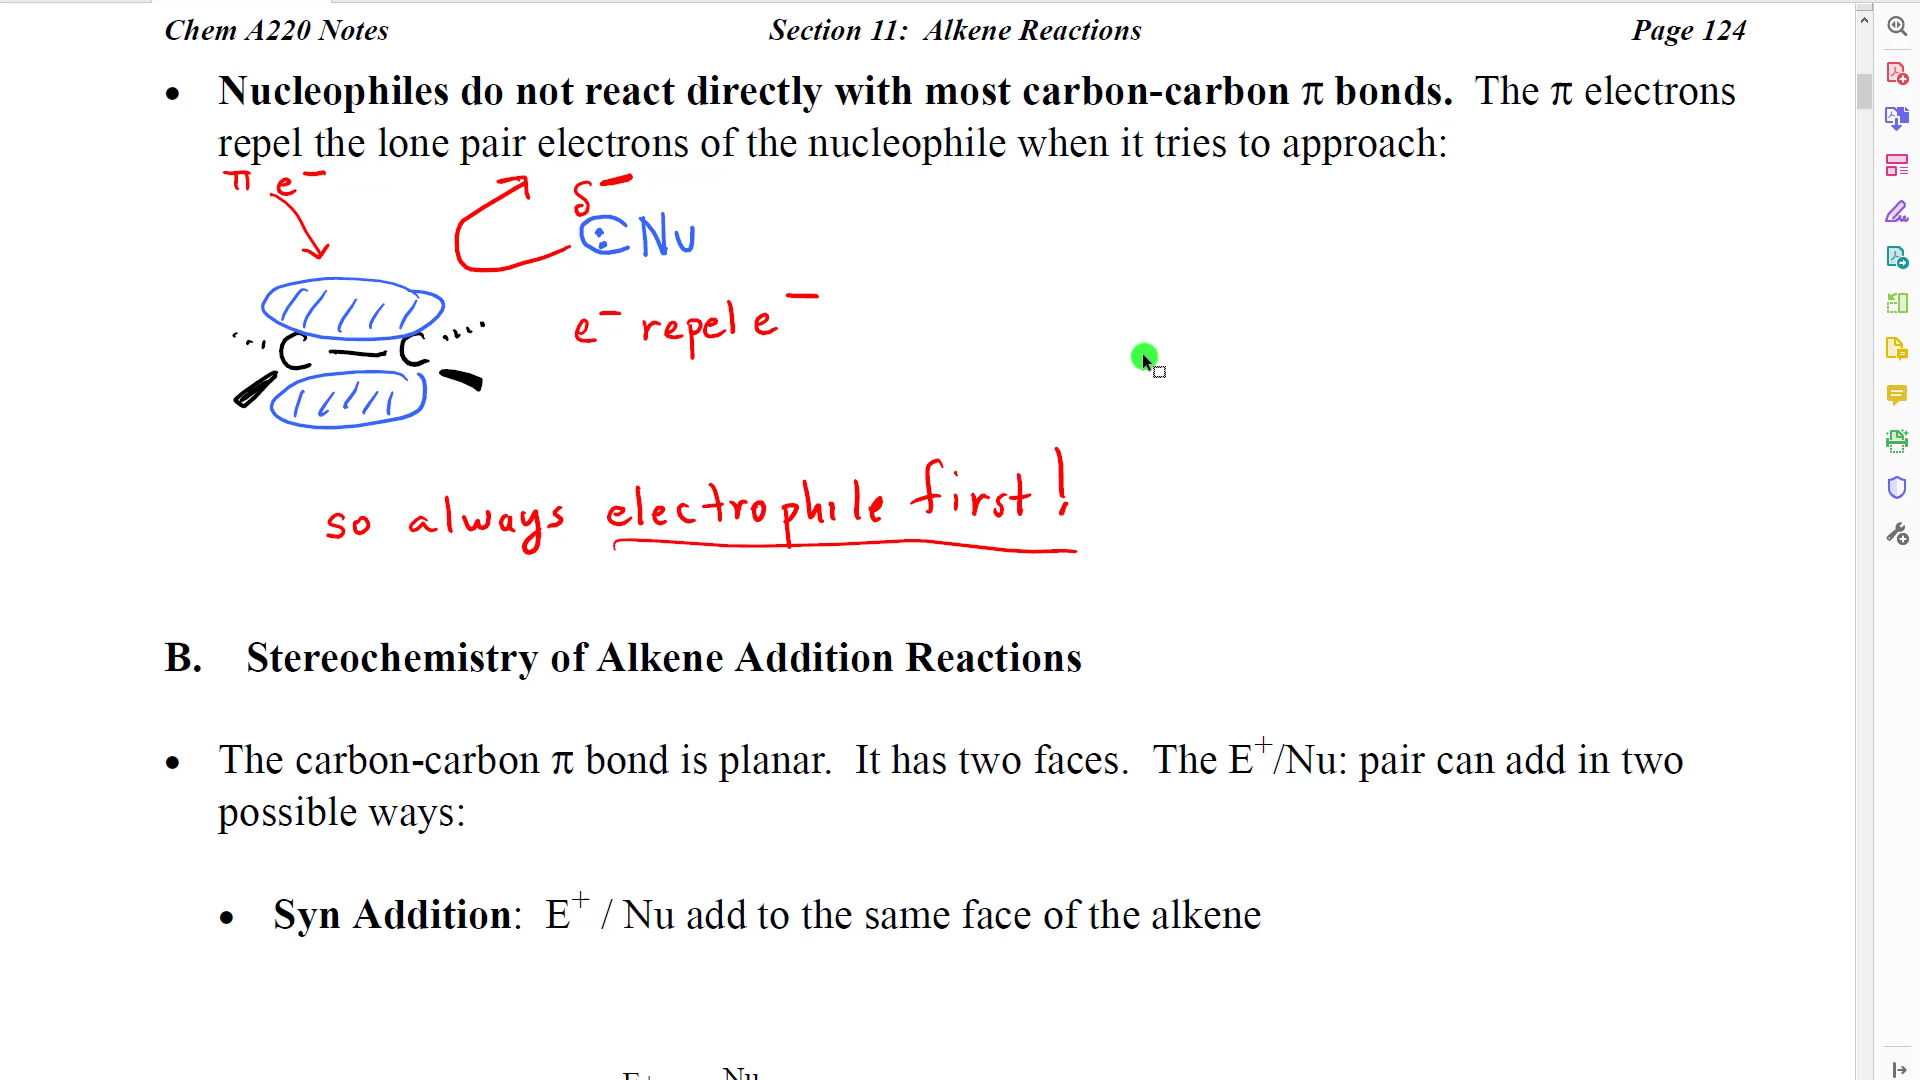 Chem A220 Notes Section 11: Alkene Reactions Page 124
• Nucleophiles do not react directly with most carbon-carbon π bonds. The π electrons
repel the lone pair electrons of the nucleophile when it tries to approach:
π e⁻
δ⁻
: Nu
e⁻ repel e⁻
C — C
so always electrophile first!
B. Stereochemistry of Alkene Addition Reactions
• The carbon-carbon π bond is planar. It has two faces. The E⁺/Nu: pair can add in two
possible ways:
• Syn Addition: E⁺ / Nu add to the same face of the alkene
E⁺ Nu